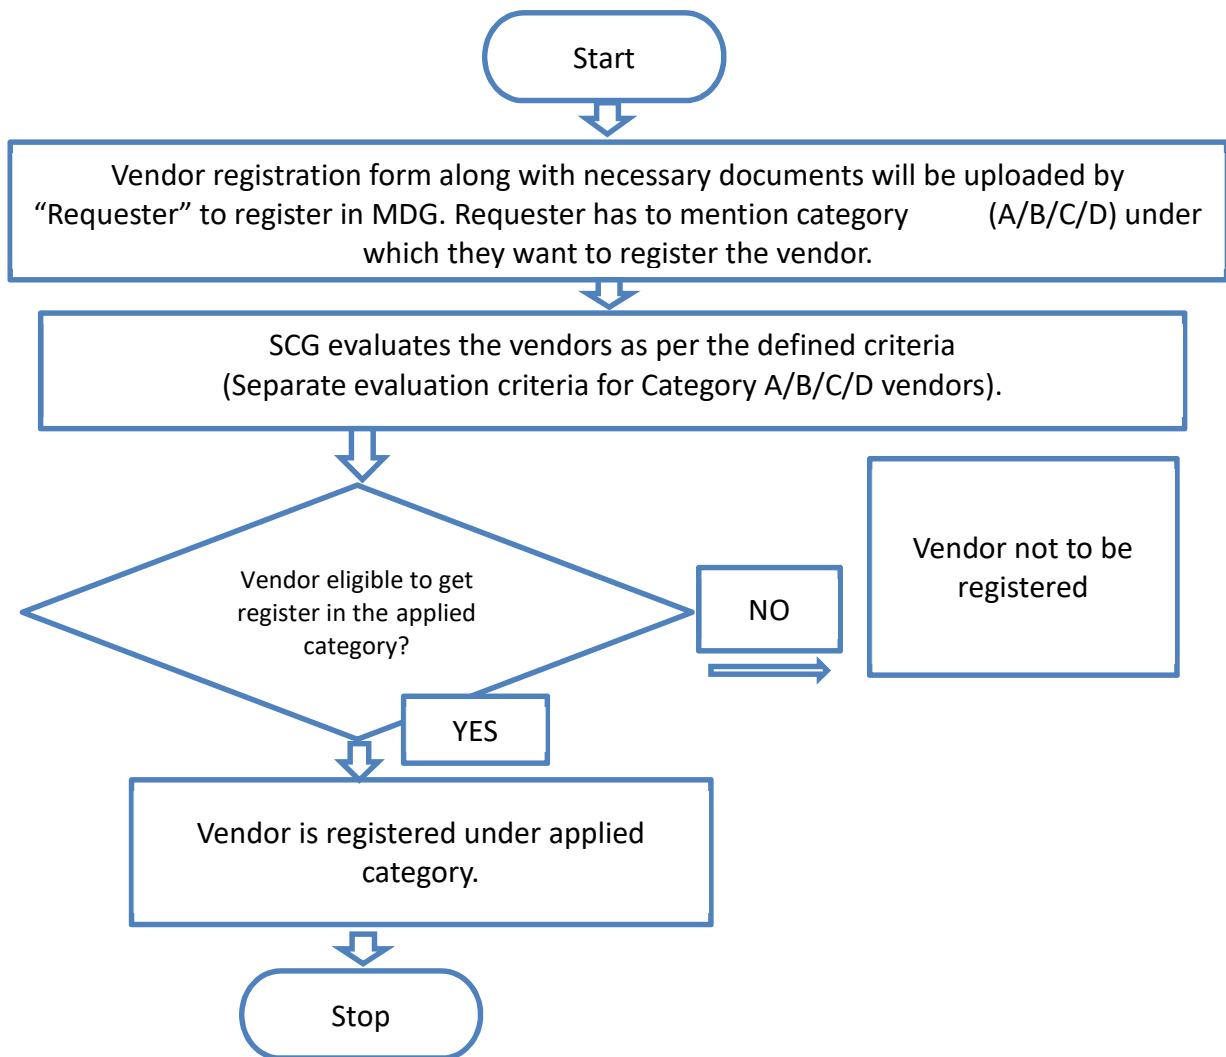 Start
Vendor registration form along with necessary documents will be uploaded by
“Requester” to register in MDG. Requester has to mention category (A/B/C/D) under
which they want to register the vendor.
SCG evaluates the vendors as per the defined criteria
(Separate evaluation criteria for Category A/B/C/D vendors).
Vendor eligible to get
register in the applied
category?
NO
Vendor not to be
registered
YES
Vendor is registered under applied
category.
Stop